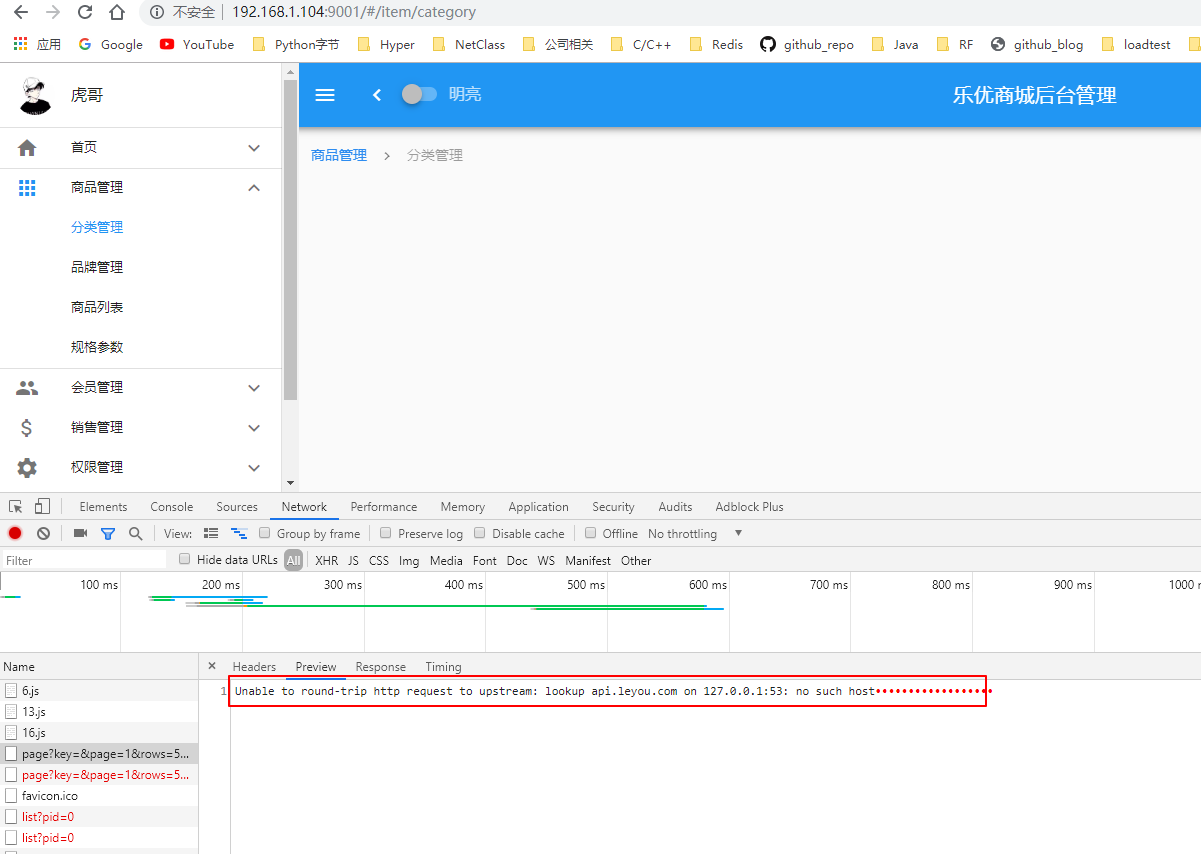 不安全 192.168.1.104:9001/#/item/category
应用 Google YouTube Python字节 Hyper NetClass 公司相关 C/C++ Redis github_repo Java RF github_blog loadtest
虎哥
明亮 乐优商城后台管理
首页
商品管理 > 分类管理
商品管理
分类管理
品牌管理
商品列表
规格参数
会员管理
销售管理
权限管理
Elements Console Sources Network Performance Memory Application Security Audits Adblock Plus
View: Group by frame Preserve log Disable cache Offline No throttling
Filter Hide data URLs All XHR JS CSS Img Media Font Doc WS Manifest Other
100 ms 200 ms 300 ms 400 ms 500 ms 600 ms 700 ms 800 ms 900 ms 1000
Name × Headers Preview Response Timing
1 Unable to round-trip http request to upstream: lookup api.leyou.com on 127.0.0.1:53: no such host••••••••••••••••••
6.js
13.js
16.js
page?key=&page=1&rows=5...
page?key=&page=1&rows=5...
favicon.ico
list?pid=0
list?pid=0